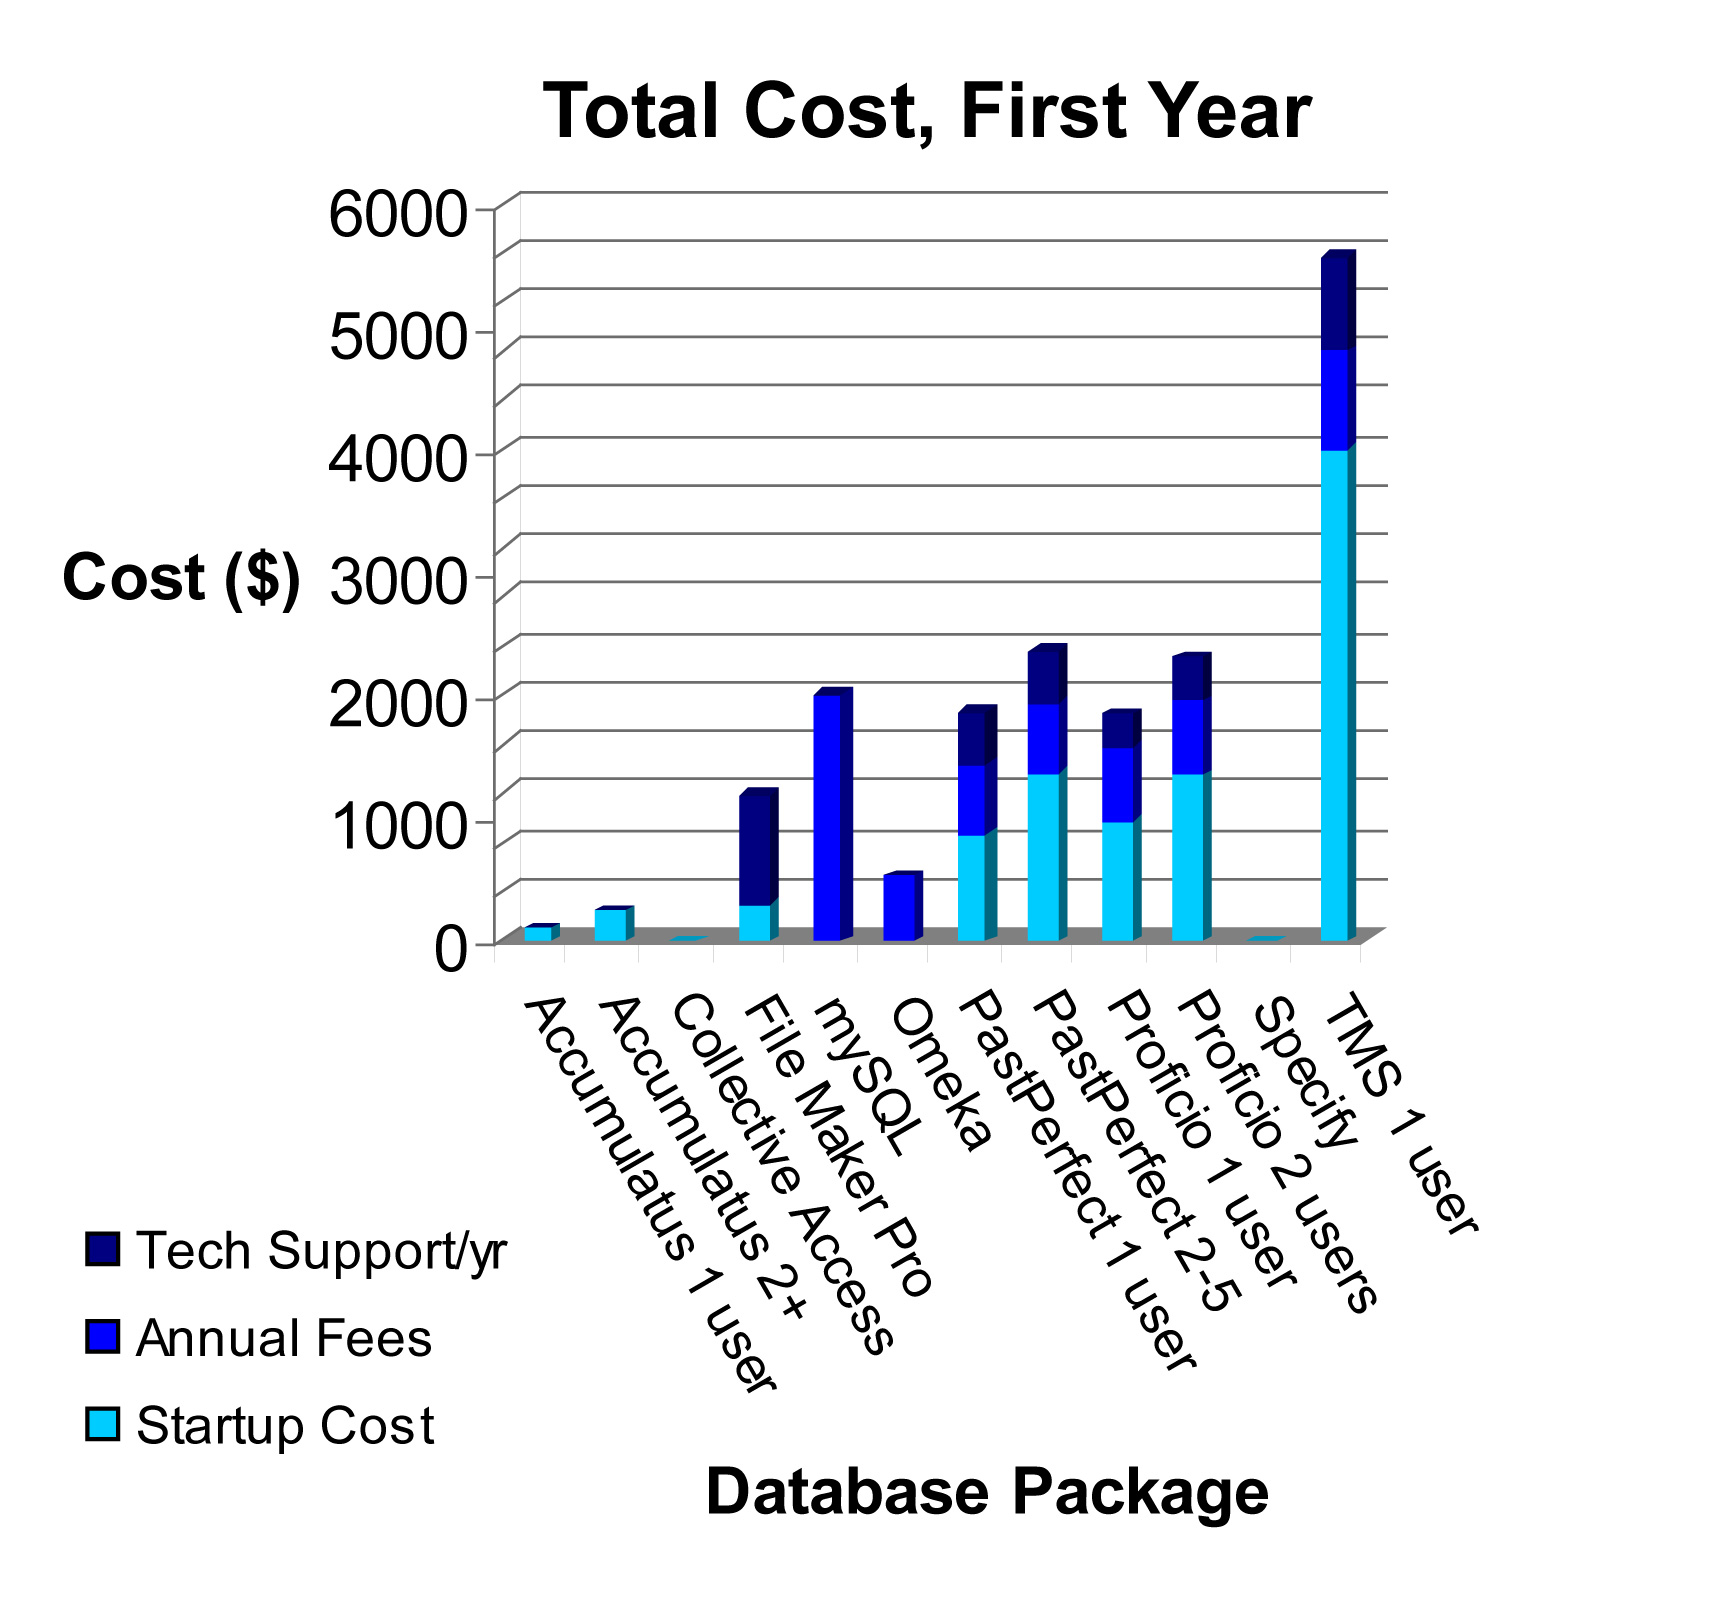 Total Cost, First Year
6000
5000
4000
3000
2000
1000
0
Cost ($)
Accumulatus 1 user
Accumulatus 2+
Collective Access
File Maker Pro
mySQL
Omeka
PastPerfect 1 user
PastPerfect 2-5
Proficio 1 user
Proficio 2 users
Specify
TMS 1 user
Tech Support/yr
Annual Fees
Startup Cost
Database Package